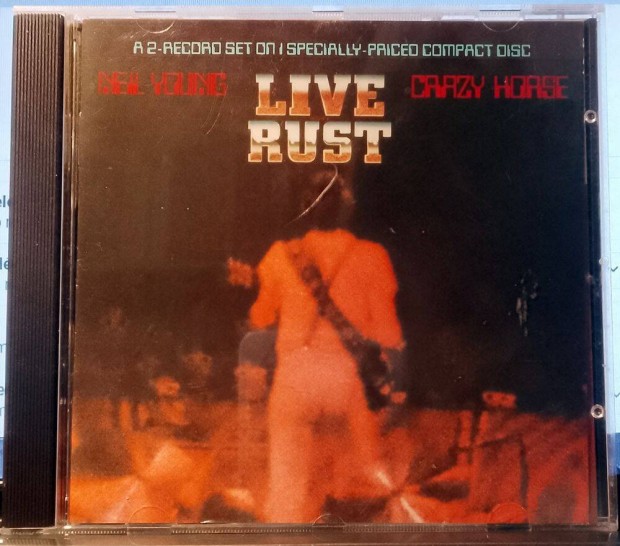 A 2-RECORD SET ON 1 SPECIALLY-PRICED COMPACT DISC
NEIL YOUNG LIVE CRAZY HORSE
RUST